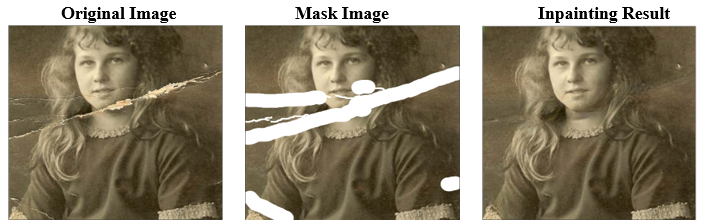 Original Image
Mask Image
Inpainting Result